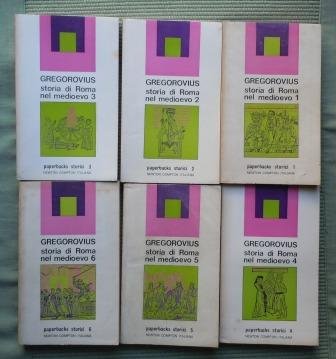 GREGOROVIUS
storia di Roma
nel medioevo 3
paperbacks storici 3
NEWTON COMPTON ITALIANA
GREGOROVIUS
storia di Roma
nel medioevo 2
paperbacks storici 2
NEWTON COMPTON ITALIANA
GREGOROVIUS
storia di Roma
nel medioevo 1
paperbacks storici 1
NEWTON COMPTON ITALIANA
GREGOROVIUS
storia di Roma
nel medioevo 6
paperbacks storici 6
NEWTON COMPTON ITALIANA
GREGOROVIUS
storia di Roma
nel medioevo 5
paperbacks storici 5
NEWTON COMPTON ITALIANA
GREGOROVIUS
storia di Roma
nel medioevo 4
paperbacks storici 4
NEWTON COMPTON ITALIANA